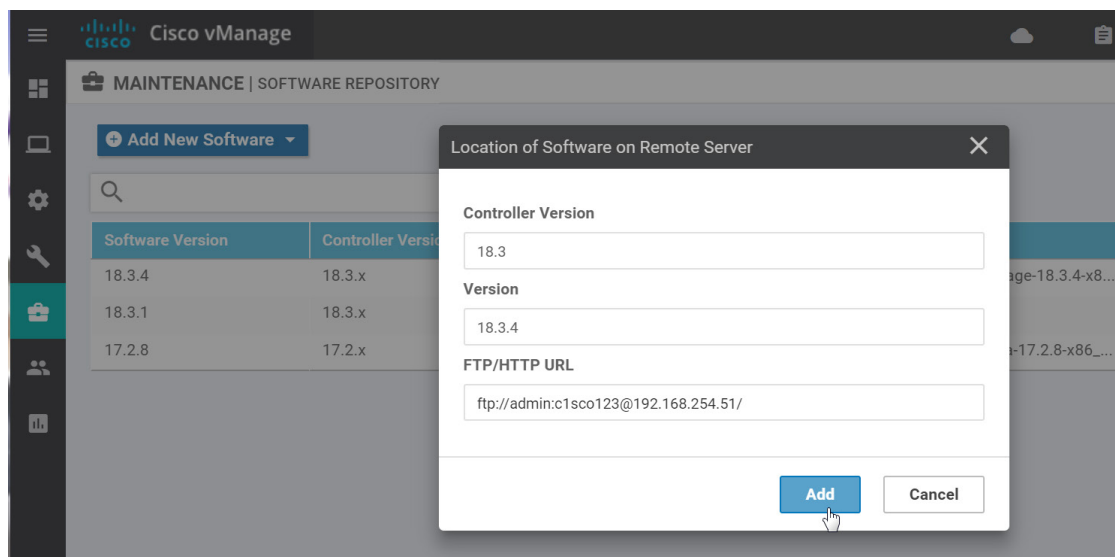 CISCO Cisco vManage
MAINTENANCE | SOFTWARE REPOSITORY
Add New Software
Location of Software on Remote Server
Controller Version
18.3
Version
18.3.4
FTP/HTTP URL
ftp://admin:c1sco123@192.168.254.51/
Add Cancel
Software Version Controller Versio
18.3.4 18.3.x age-18.3.4-x8...
18.3.1 18.3.x
17.2.8 17.2.x a-17.2.8-x86_...